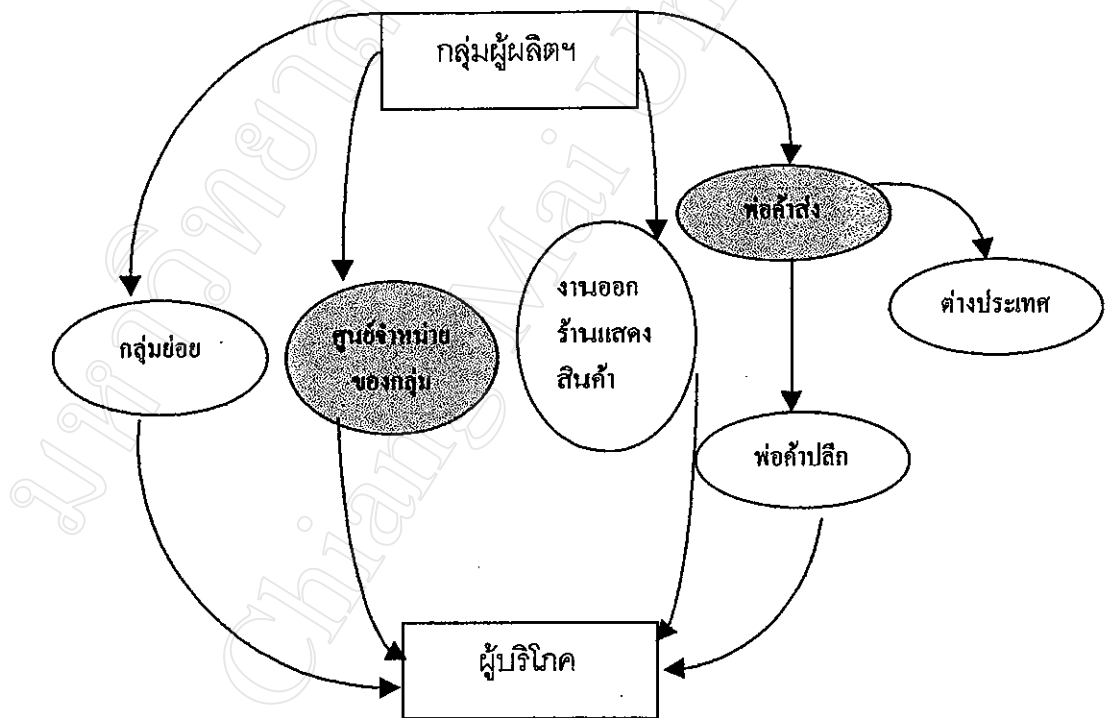 กลุ่มผู้ผลิตฯ
พ่อค้าส่ง
ต่างประเทศ
กลุ่มย่อย
ศูนย์จำหน่าย
ของกลุ่ม
งานออก
ร้านแสดง
สินค้า
พ่อค้าปลีก
ผู้บริโภค
Chiang Mai Un